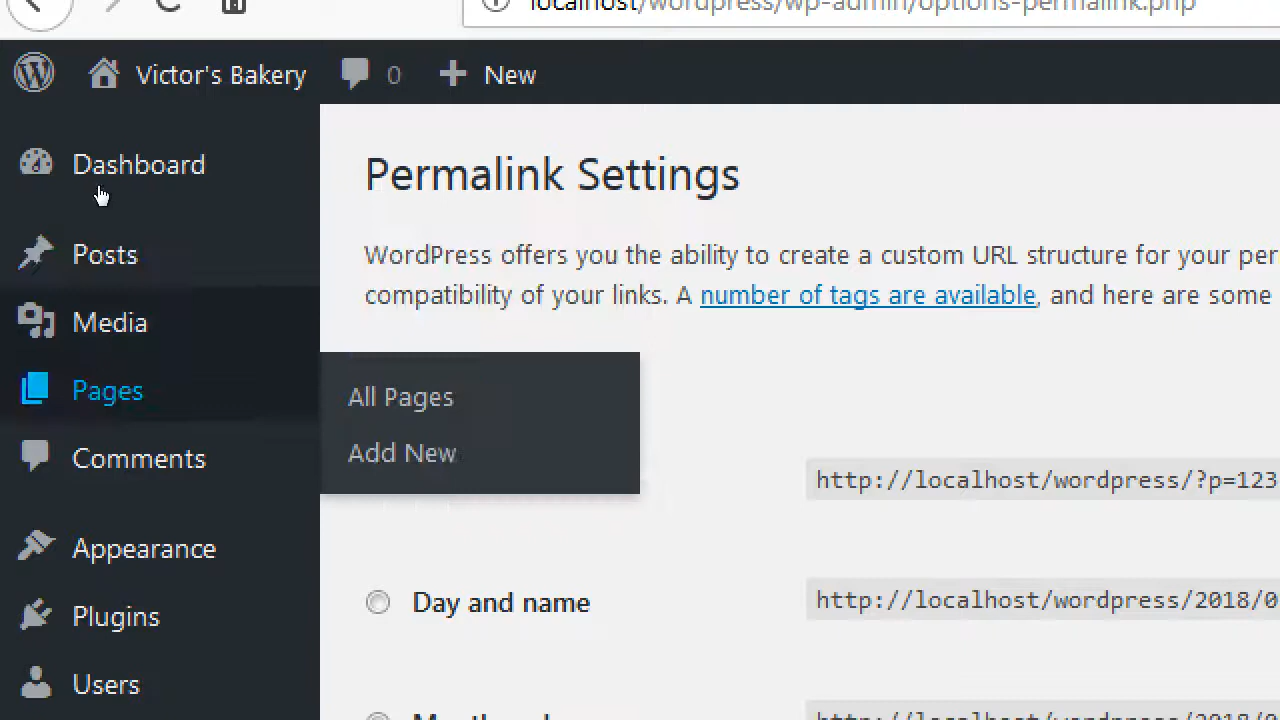 localhost/wordpress/wp-admin/options-permalink.php
Victor's Bakery 0 New
Dashboard
Posts
Media
Pages
Comments
Appearance
Plugins
Users
Permalink Settings
WordPress offers you the ability to create a custom URL structure for your per
compatibility of your links. A number of tags are available, and here are some
All Pages
Add New
http://localhost/wordpress/?p=123
Day and name
http://localhost/wordpress/2018/0